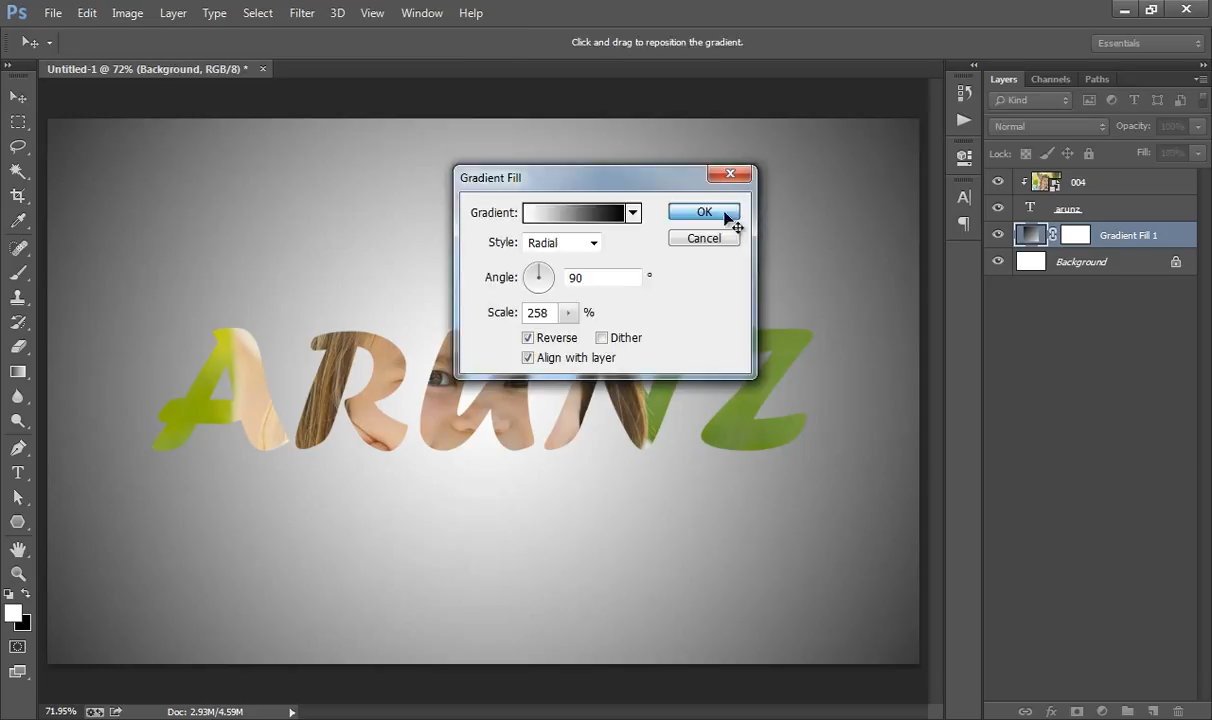 Ps File Edit Image Layer Type Select Filter 3D View Window Help
Click and drag to reposition the gradient.
Essentials
Untitled-1 @ 72% (Background, RGB/8) *
Layers Channels Paths
Kind
Normal Opacity: 100%
Lock: Fill: 100%
004
arunz
Gradient Fill 1
Background
Gradient Fill
Gradient: OK
Style: Radial Cancel
Angle: 90 °
Scale: 258 %
Reverse Dither
Align with layer
ARUNZ
71.95% Doc: 2.93M/4.59M